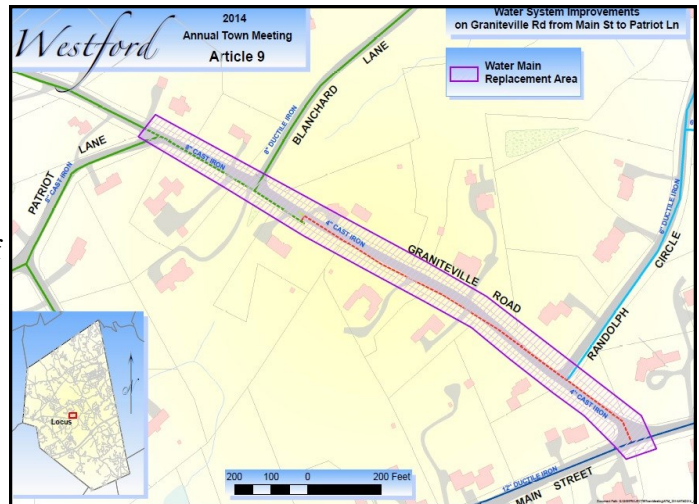 Westford
2014
Annual Town Meeting
Article 9
Water System Improvements
on Graniteville Rd from Main St to Patriot Ln
Water Main
Replacement Area
PATRIOT LANE
CAST IRON
8" CAST IRON
BLANCHARD LANE
8" DUCTILE IRON
4" CAST IRON
GRANITEVILLE ROAD
DUCTILE IRON
RANDOLPH CIRCLE
4" CAST IRON
12" DUCTILE IRON
MAIN STREET
Locus
200 100 0 200 Feet